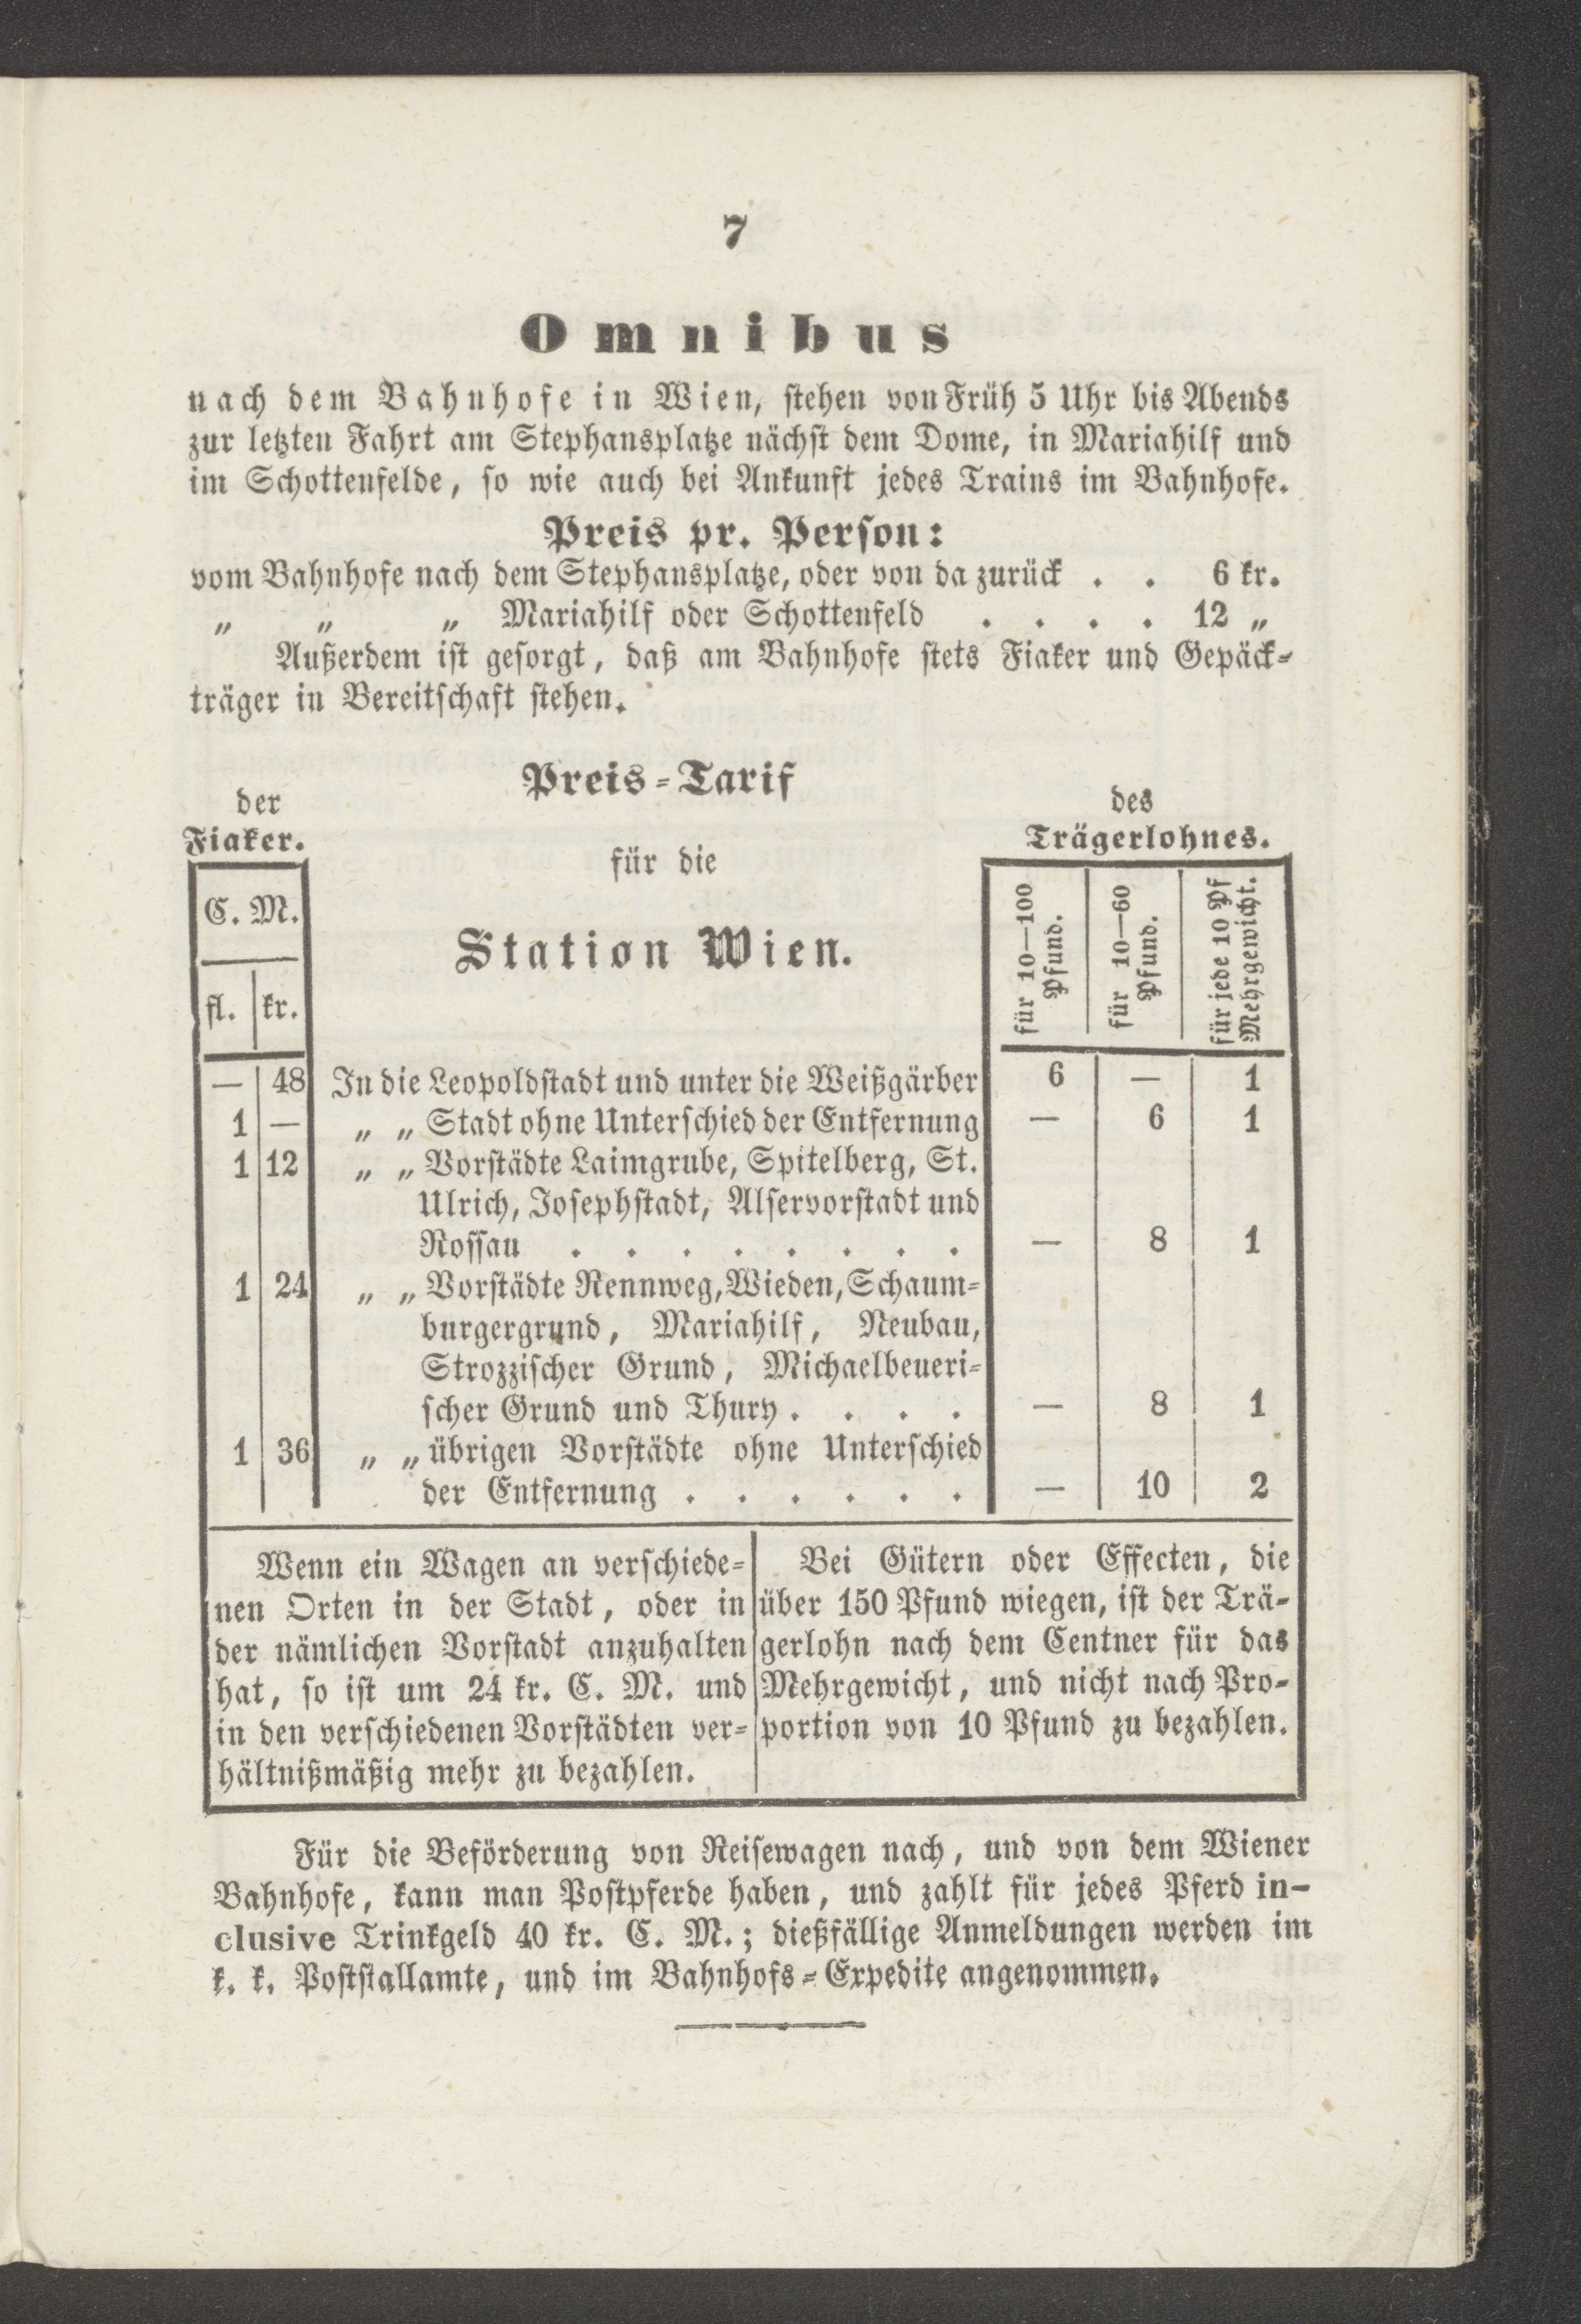 7
Omnibus
nach dem Bahnhofe in Wien, stehen von Früh 5 Uhr bis Abends
zur letzten Fahrt am Stephansplatze nächst dem Dome, in Mariahilf und
im Schottenfelde, so wie auch bei Ankunft jedes Trains im Bahnhofe.
Preis pr. Person:
vom Bahnhofe nach dem Stephansplatze, oder von da zurück . . 6 kr.
„ „ „ Mariahilf oder Schottenfeld . . . . 12 „
Außerdem ist gesorgt, daß am Bahnhofe stets Fiaker und Gepäck-
träger in Bereitschaft stehen.
Preis-Tarif
der
Fiaker.
des
Trägerlohnes.
für die
Station Wien.
C. M.
fl. kr.
für 10—100
Pfund.
für 10—60
Pfund.
für jede 10 Pf
Mehrgewicht.
— 48 In die Leopoldstadt und unter die Weißgärber 6 — 1
1 — „ „ Stadt ohne Unterschied der Entfernung — 6 1
1 12 „ „ Vorstädte Laimgrube, Spitelberg, St.
Ulrich, Josephstadt, Alservorstadt und
Rossau . . . . . . . . — 8 1
1 24 „ „ Vorstädte Rennweg, Wieden, Schaum-
burgergrund, Mariahilf, Neubau,
Strozzischer Grund, Michaelbeueri-
scher Grund und Thury . . . . — 8 1
1 36 „ „ übrigen Vorstädte ohne Unterschied
der Entfernung . . . . . . — 10 2
Wenn ein Wagen an verschiede-
nen Orten in der Stadt, oder in
der nämlichen Vorstadt anzuhalten
hat, so ist um 24 kr. C. M. und
in den verschiedenen Vorstädten ver-
hältnißmäßig mehr zu bezahlen.
Bei Gütern oder Effecten, die
über 150 Pfund wiegen, ist der Trä-
gerlohn nach dem Centner für das
Mehrgewicht, und nicht nach Pro-
portion von 10 Pfund zu bezahlen.
Für die Beförderung von Reisewagen nach, und von dem Wiener
Bahnhofe, kann man Postpferde haben, und zahlt für jedes Pferd in-
clusive Trinkgeld 40 kr. C. M.; dießfällige Anmeldungen werden im
k. k. Poststallamte, und im Bahnhofs-Expedite angenommen.